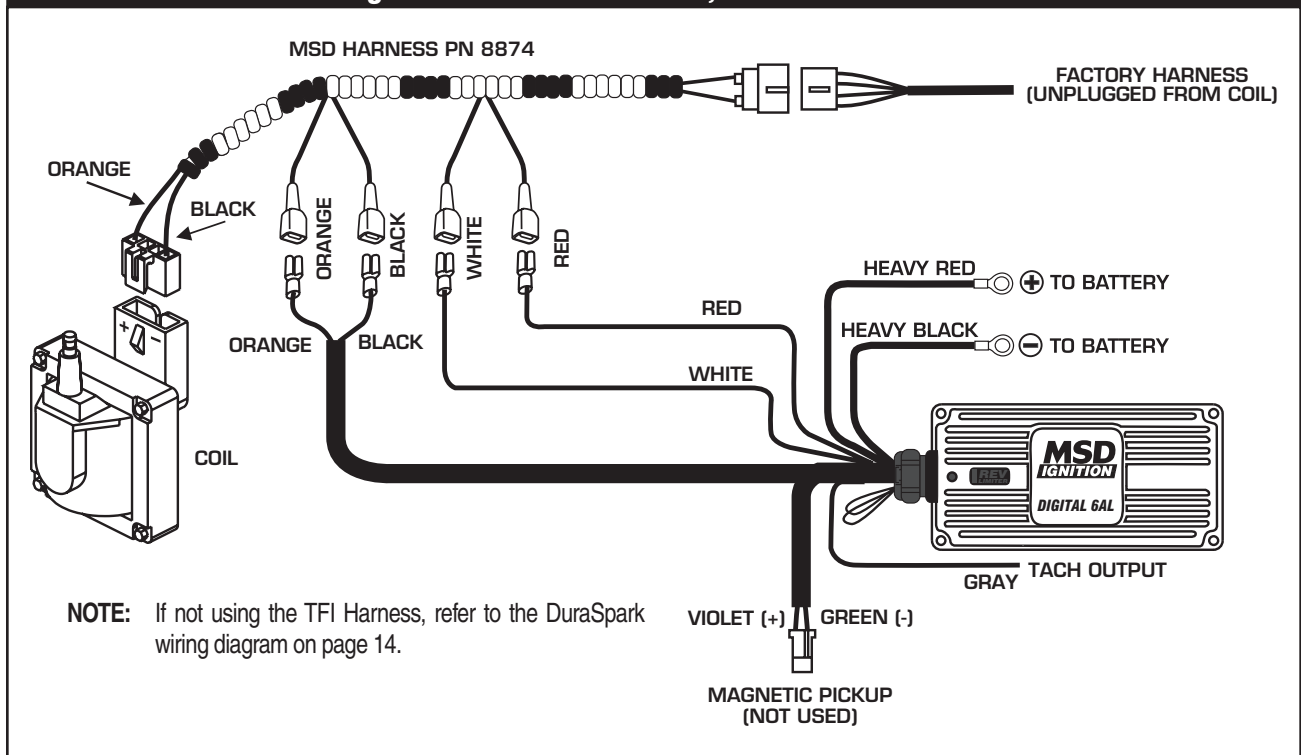 MSD HARNESS PN 8874
FACTORY HARNESS
(UNPLUGGED FROM COIL)
ORANGE
BLACK
ORANGE
BLACK
WHITE
RED
HEAVY RED
+ TO BATTERY
RED
HEAVY BLACK
- TO BATTERY
ORANGE
BLACK
WHITE
+ -
COIL
MSD
IGNITION
REV
LIMITER
DIGITAL 6AL
TACH OUTPUT
GRAY
NOTE: If not using the TFI Harness, refer to the DuraSpark
wiring diagram on page 14.
VIOLET (+) GREEN (-)
MAGNETIC PICKUP
(NOT USED)